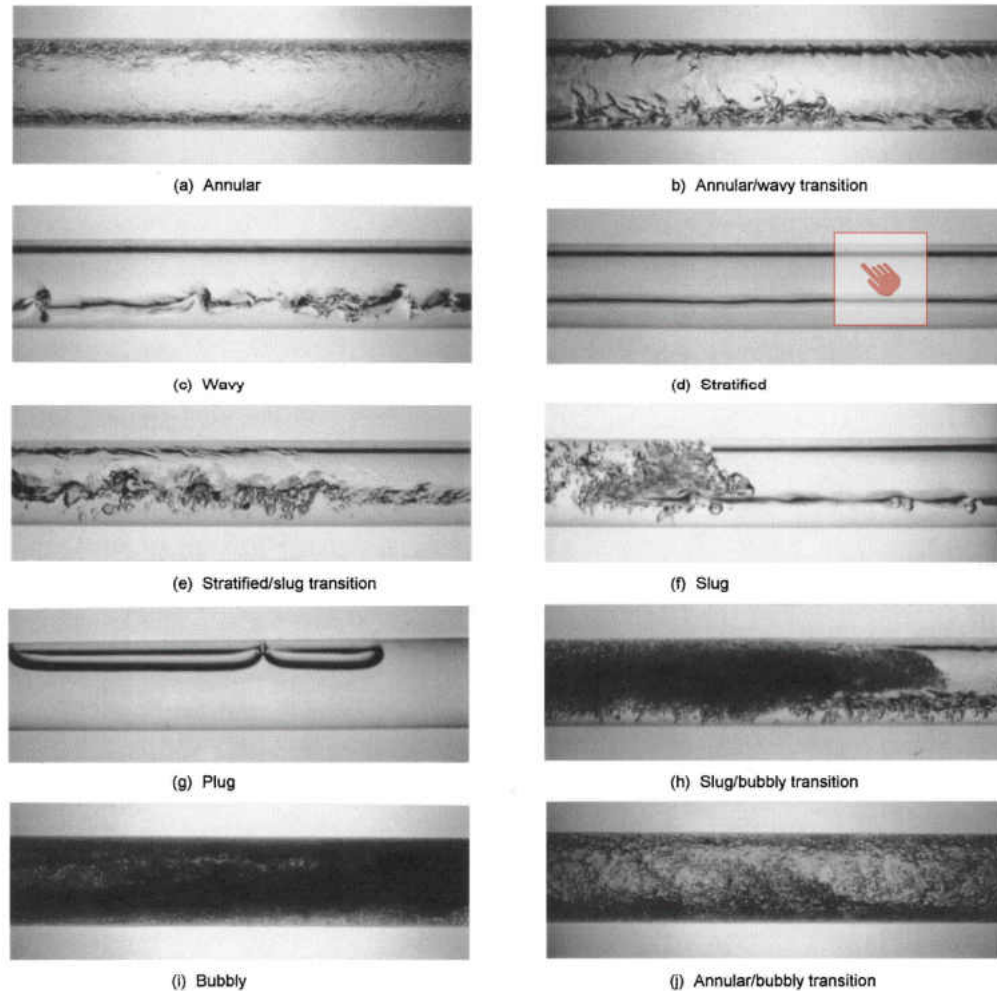 (a) Annular
b) Annular/wavy transition
(c) Wavy
(d) Stratified
(e) Stratified/slug transition
(f) Slug
(g) Plug
(h) Slug/bubbly transition
(i) Bubbly
(j) Annular/bubbly transition